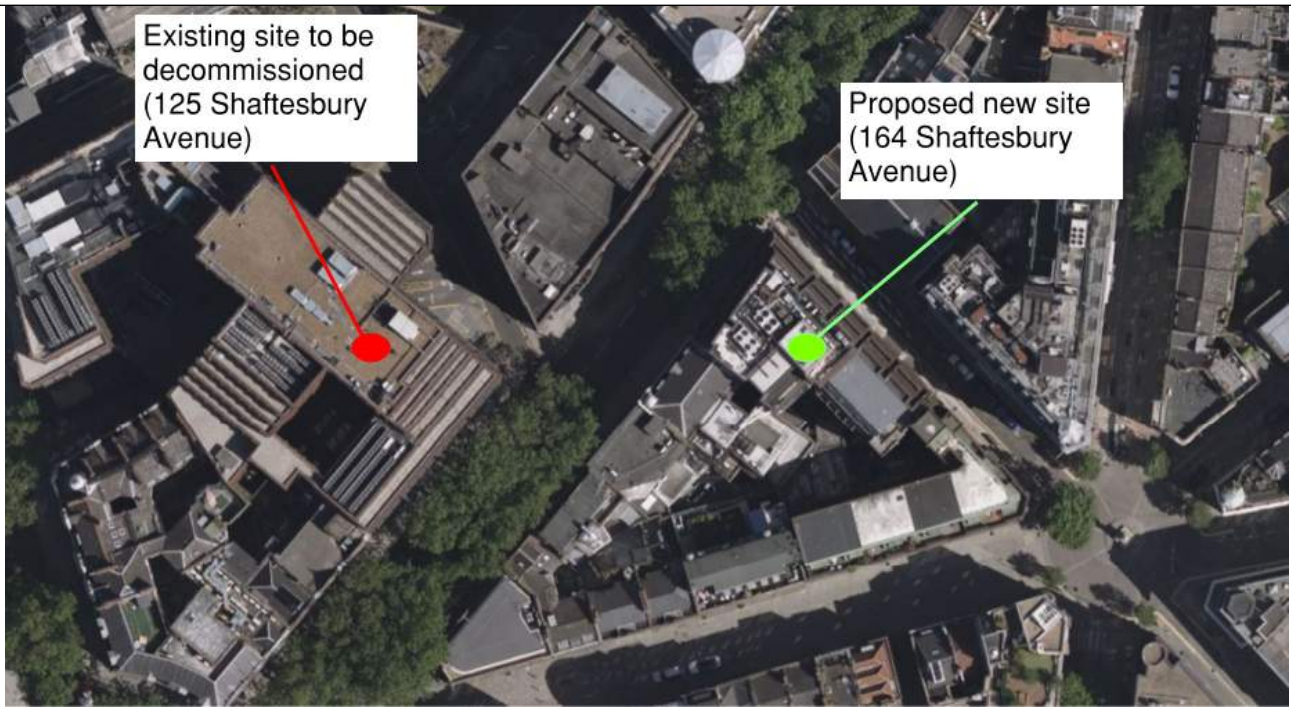 Existing site to be
decommissioned
(125 Shaftesbury
Avenue)
Proposed new site
(164 Shaftesbury
Avenue)